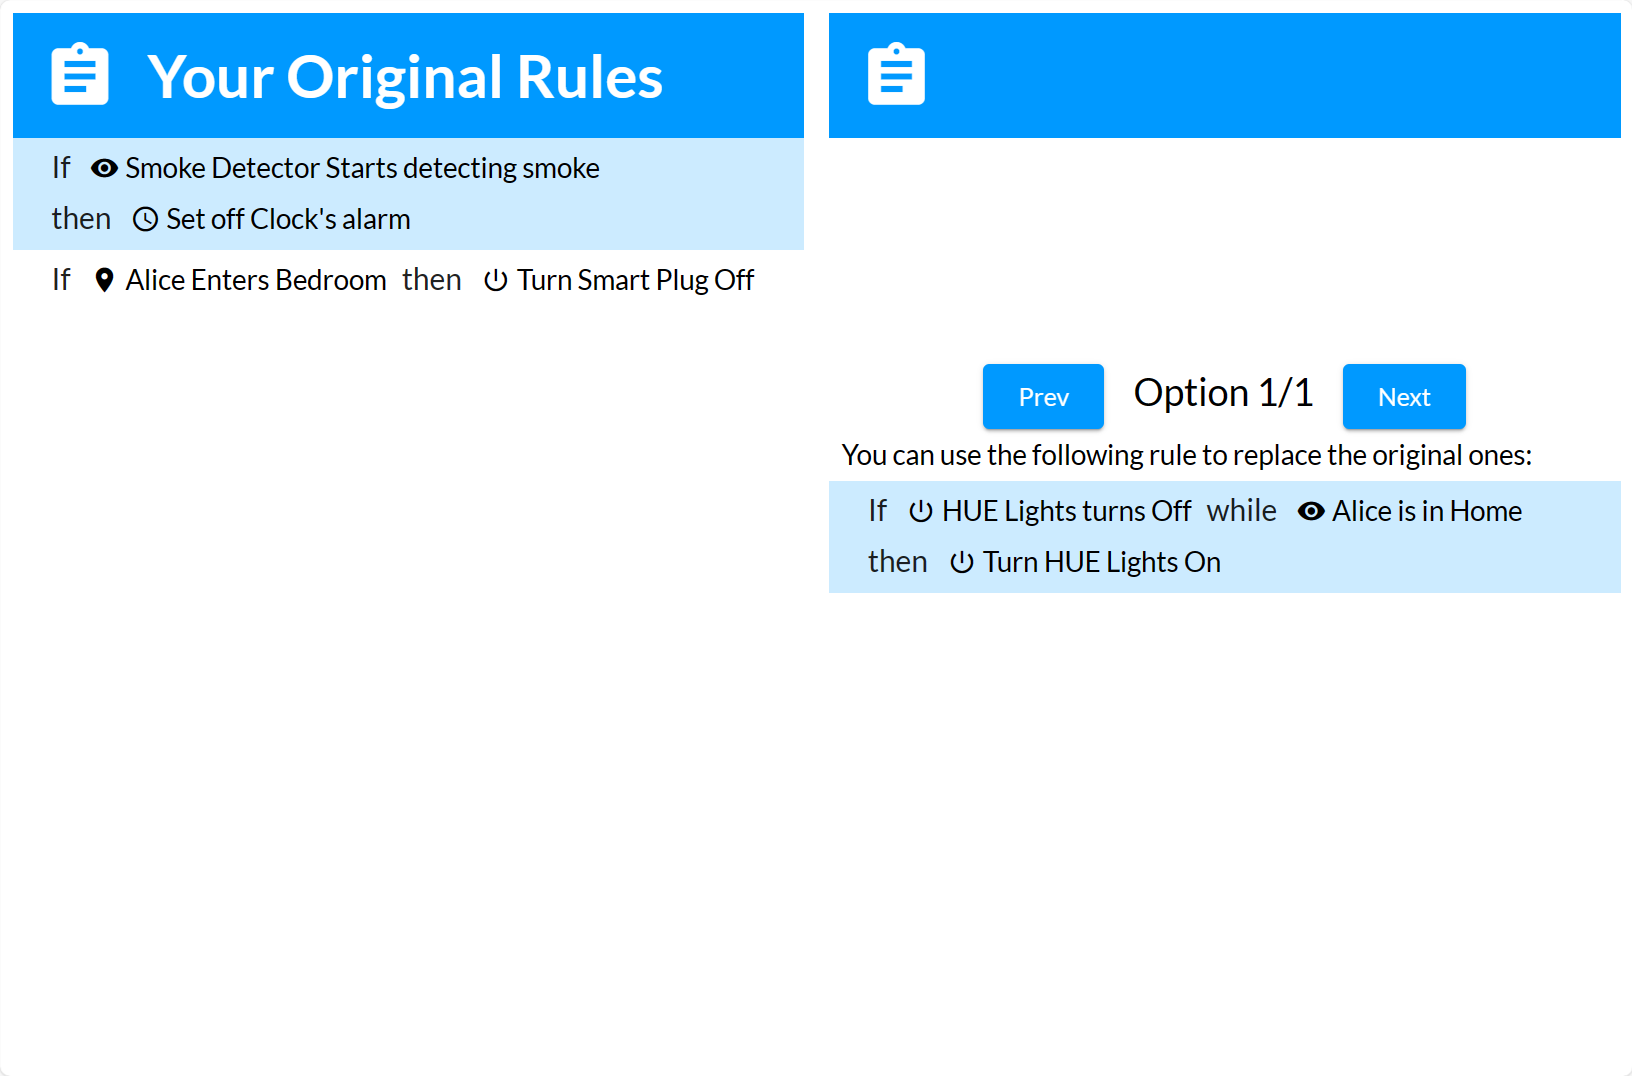 Your Original Rules
If Smoke Detector Starts detecting smoke
then Set off Clock's alarm
If Alice Enters Bedroom then Turn Smart Plug Off
Prev Option 1/1 Next
You can use the following rule to replace the original ones:
If HUE Lights turns Off while Alice is in Home
then Turn HUE Lights On